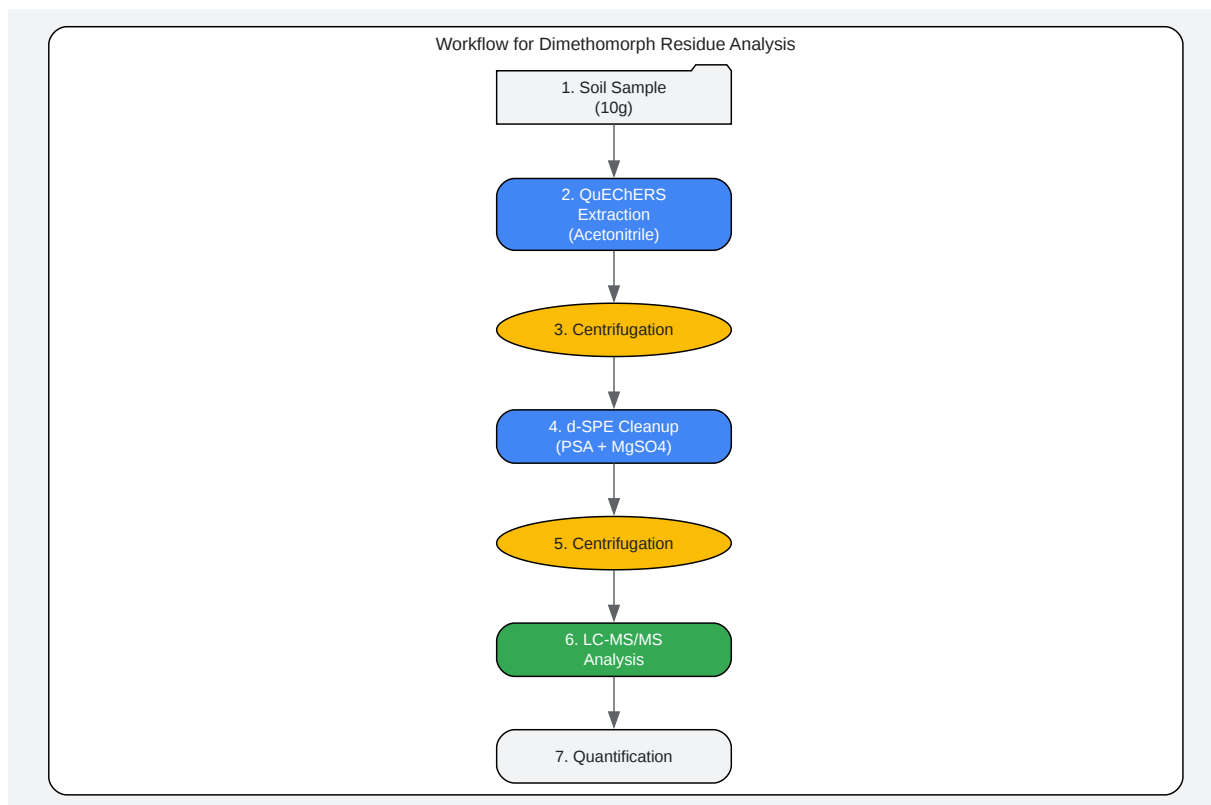 Workflow for Dimethomorph Residue Analysis
1. Soil Sample
(10g)
2. QuEChERS
Extraction
(Acetonitrile)
3. Centrifugation
4. d-SPE Cleanup
(PSA + MgSO4)
5. Centrifugation
6. LC-MS/MS
Analysis
7. Quantification